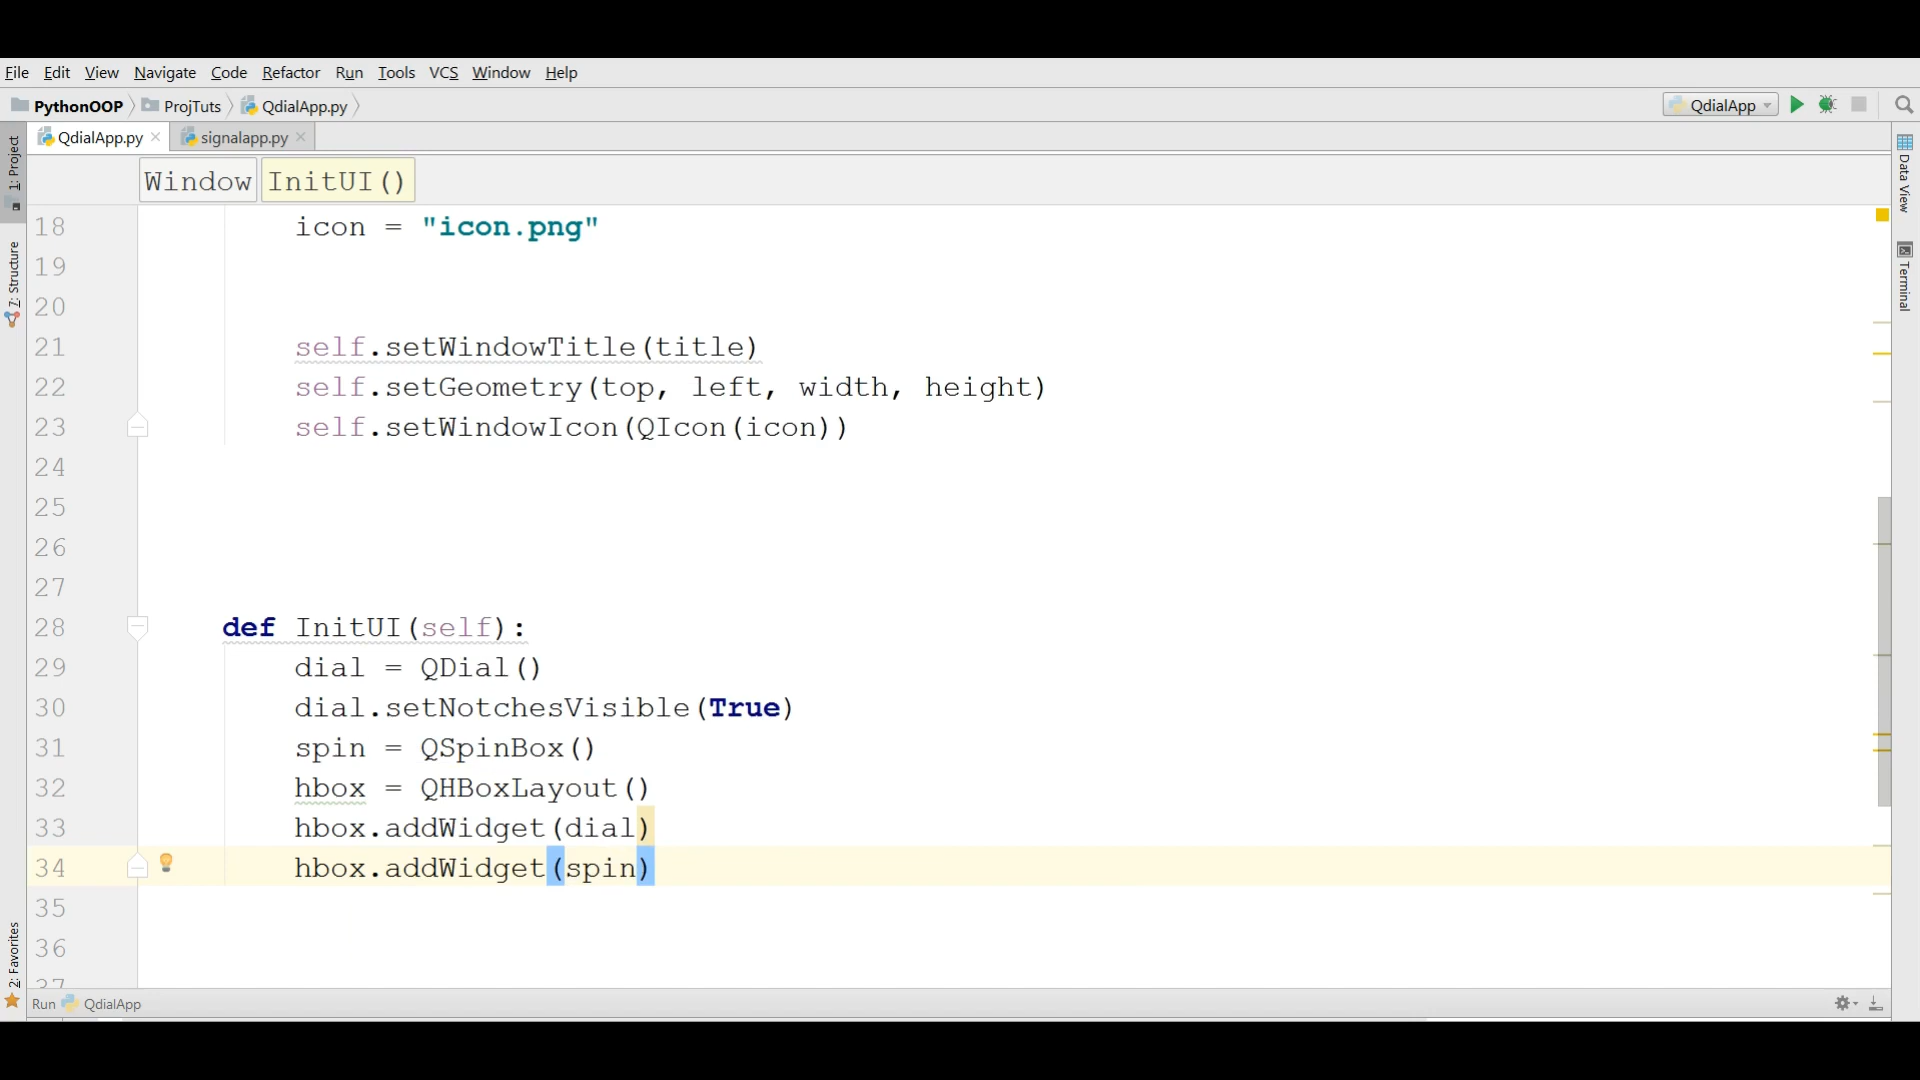 File Edit View Navigate Code Refactor Run Tools VCS Window Help
PythonOOP ProjTuts QdialApp.py QdialApp
QdialApp.py signalapp.py
Window InitUI()
1: Project
7: Structure
2: Favorites
Data View
Terminal
18 icon = "icon.png"
19
20
21 self.setWindowTitle(title)
22 self.setGeometry(top, left, width, height)
23 self.setWindowIcon(QIcon(icon))
24
25
26
27
28 def InitUI(self):
29 dial = QDial()
30 dial.setNotchesVisible(True)
31 spin = QSpinBox()
32 hbox = QHBoxLayout()
33 hbox.addWidget(dial)
34 hbox.addWidget(spin)
35
36
37
Run QdialApp